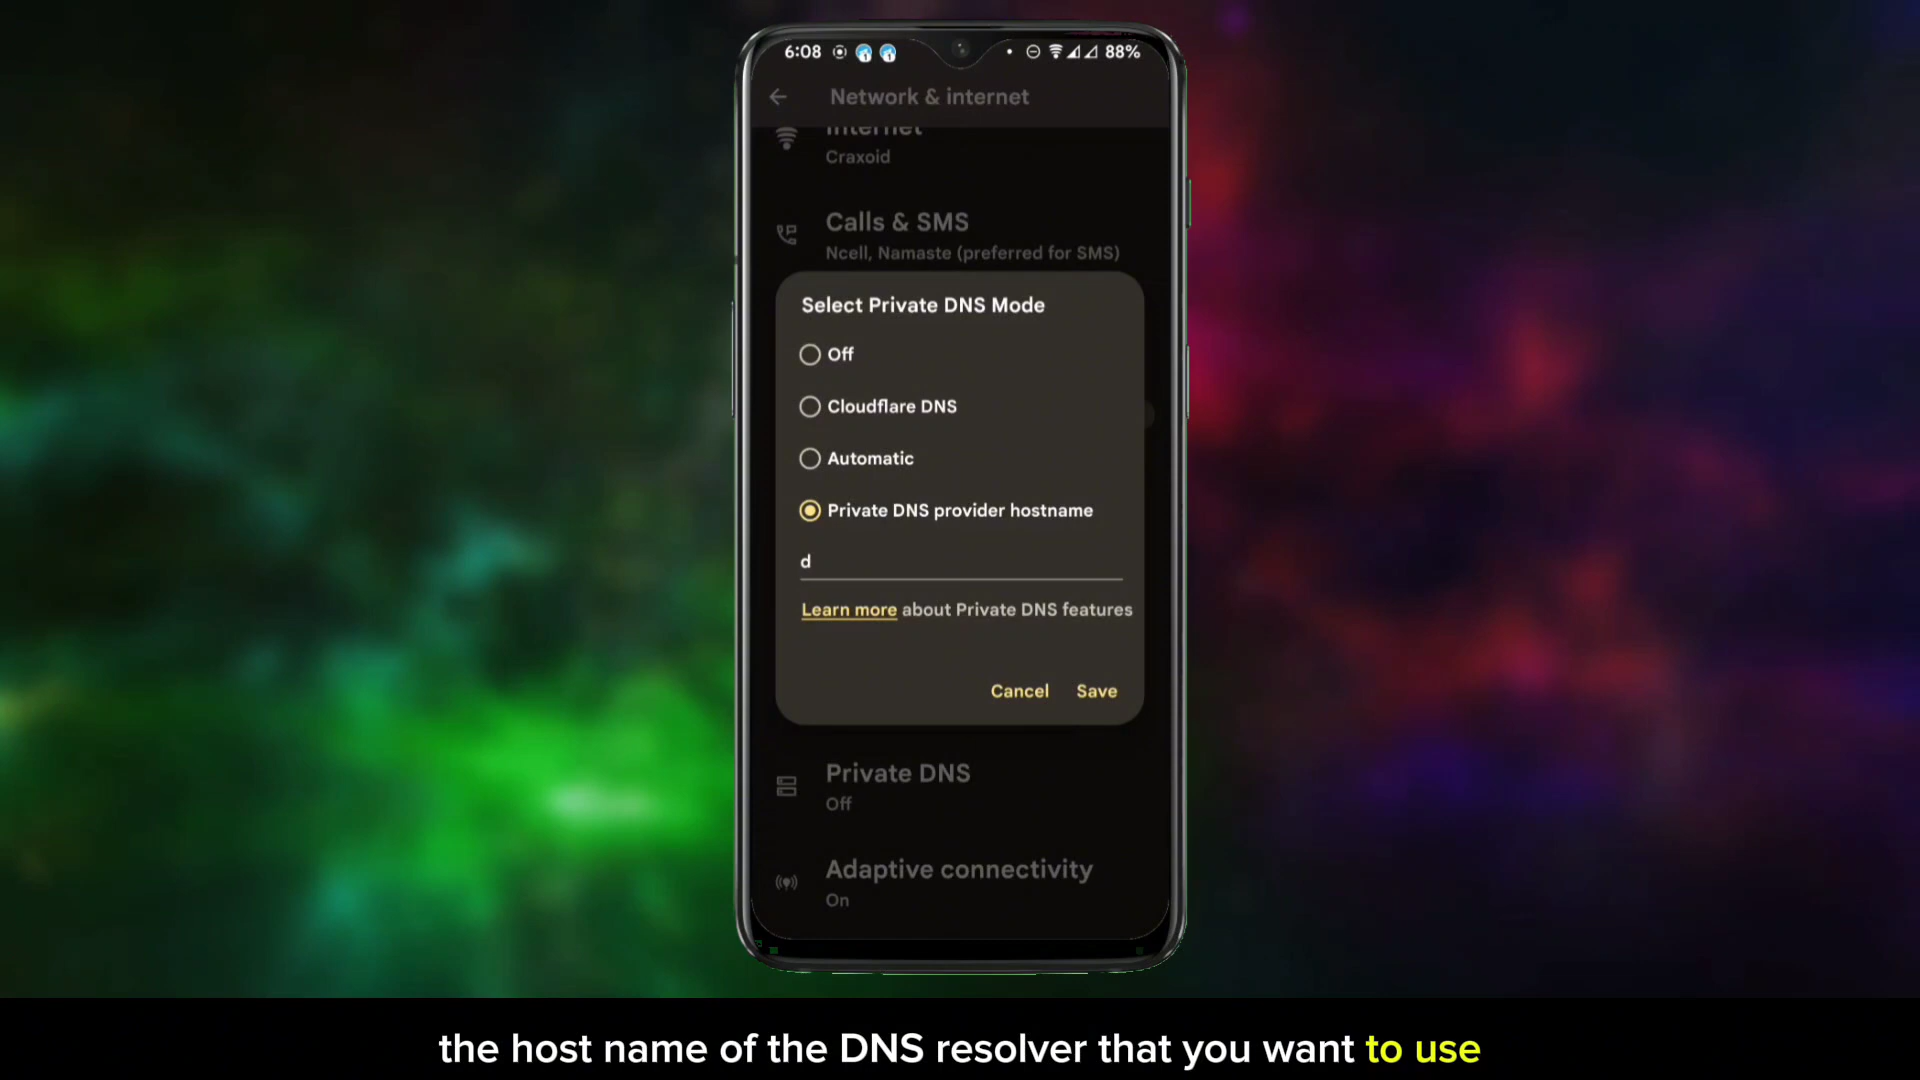 6:08
88%
Network & internet
Internet
Craxoid
Calls & SMS
Ncell, Namaste (preferred for SMS)
Select Private DNS Mode
Off
Cloudflare DNS
Automatic
Private DNS provider hostname
d
Learn more about Private DNS features
Cancel Save
Private DNS
Off
Adaptive connectivity
On
the host name of the DNS resolver that you want to use